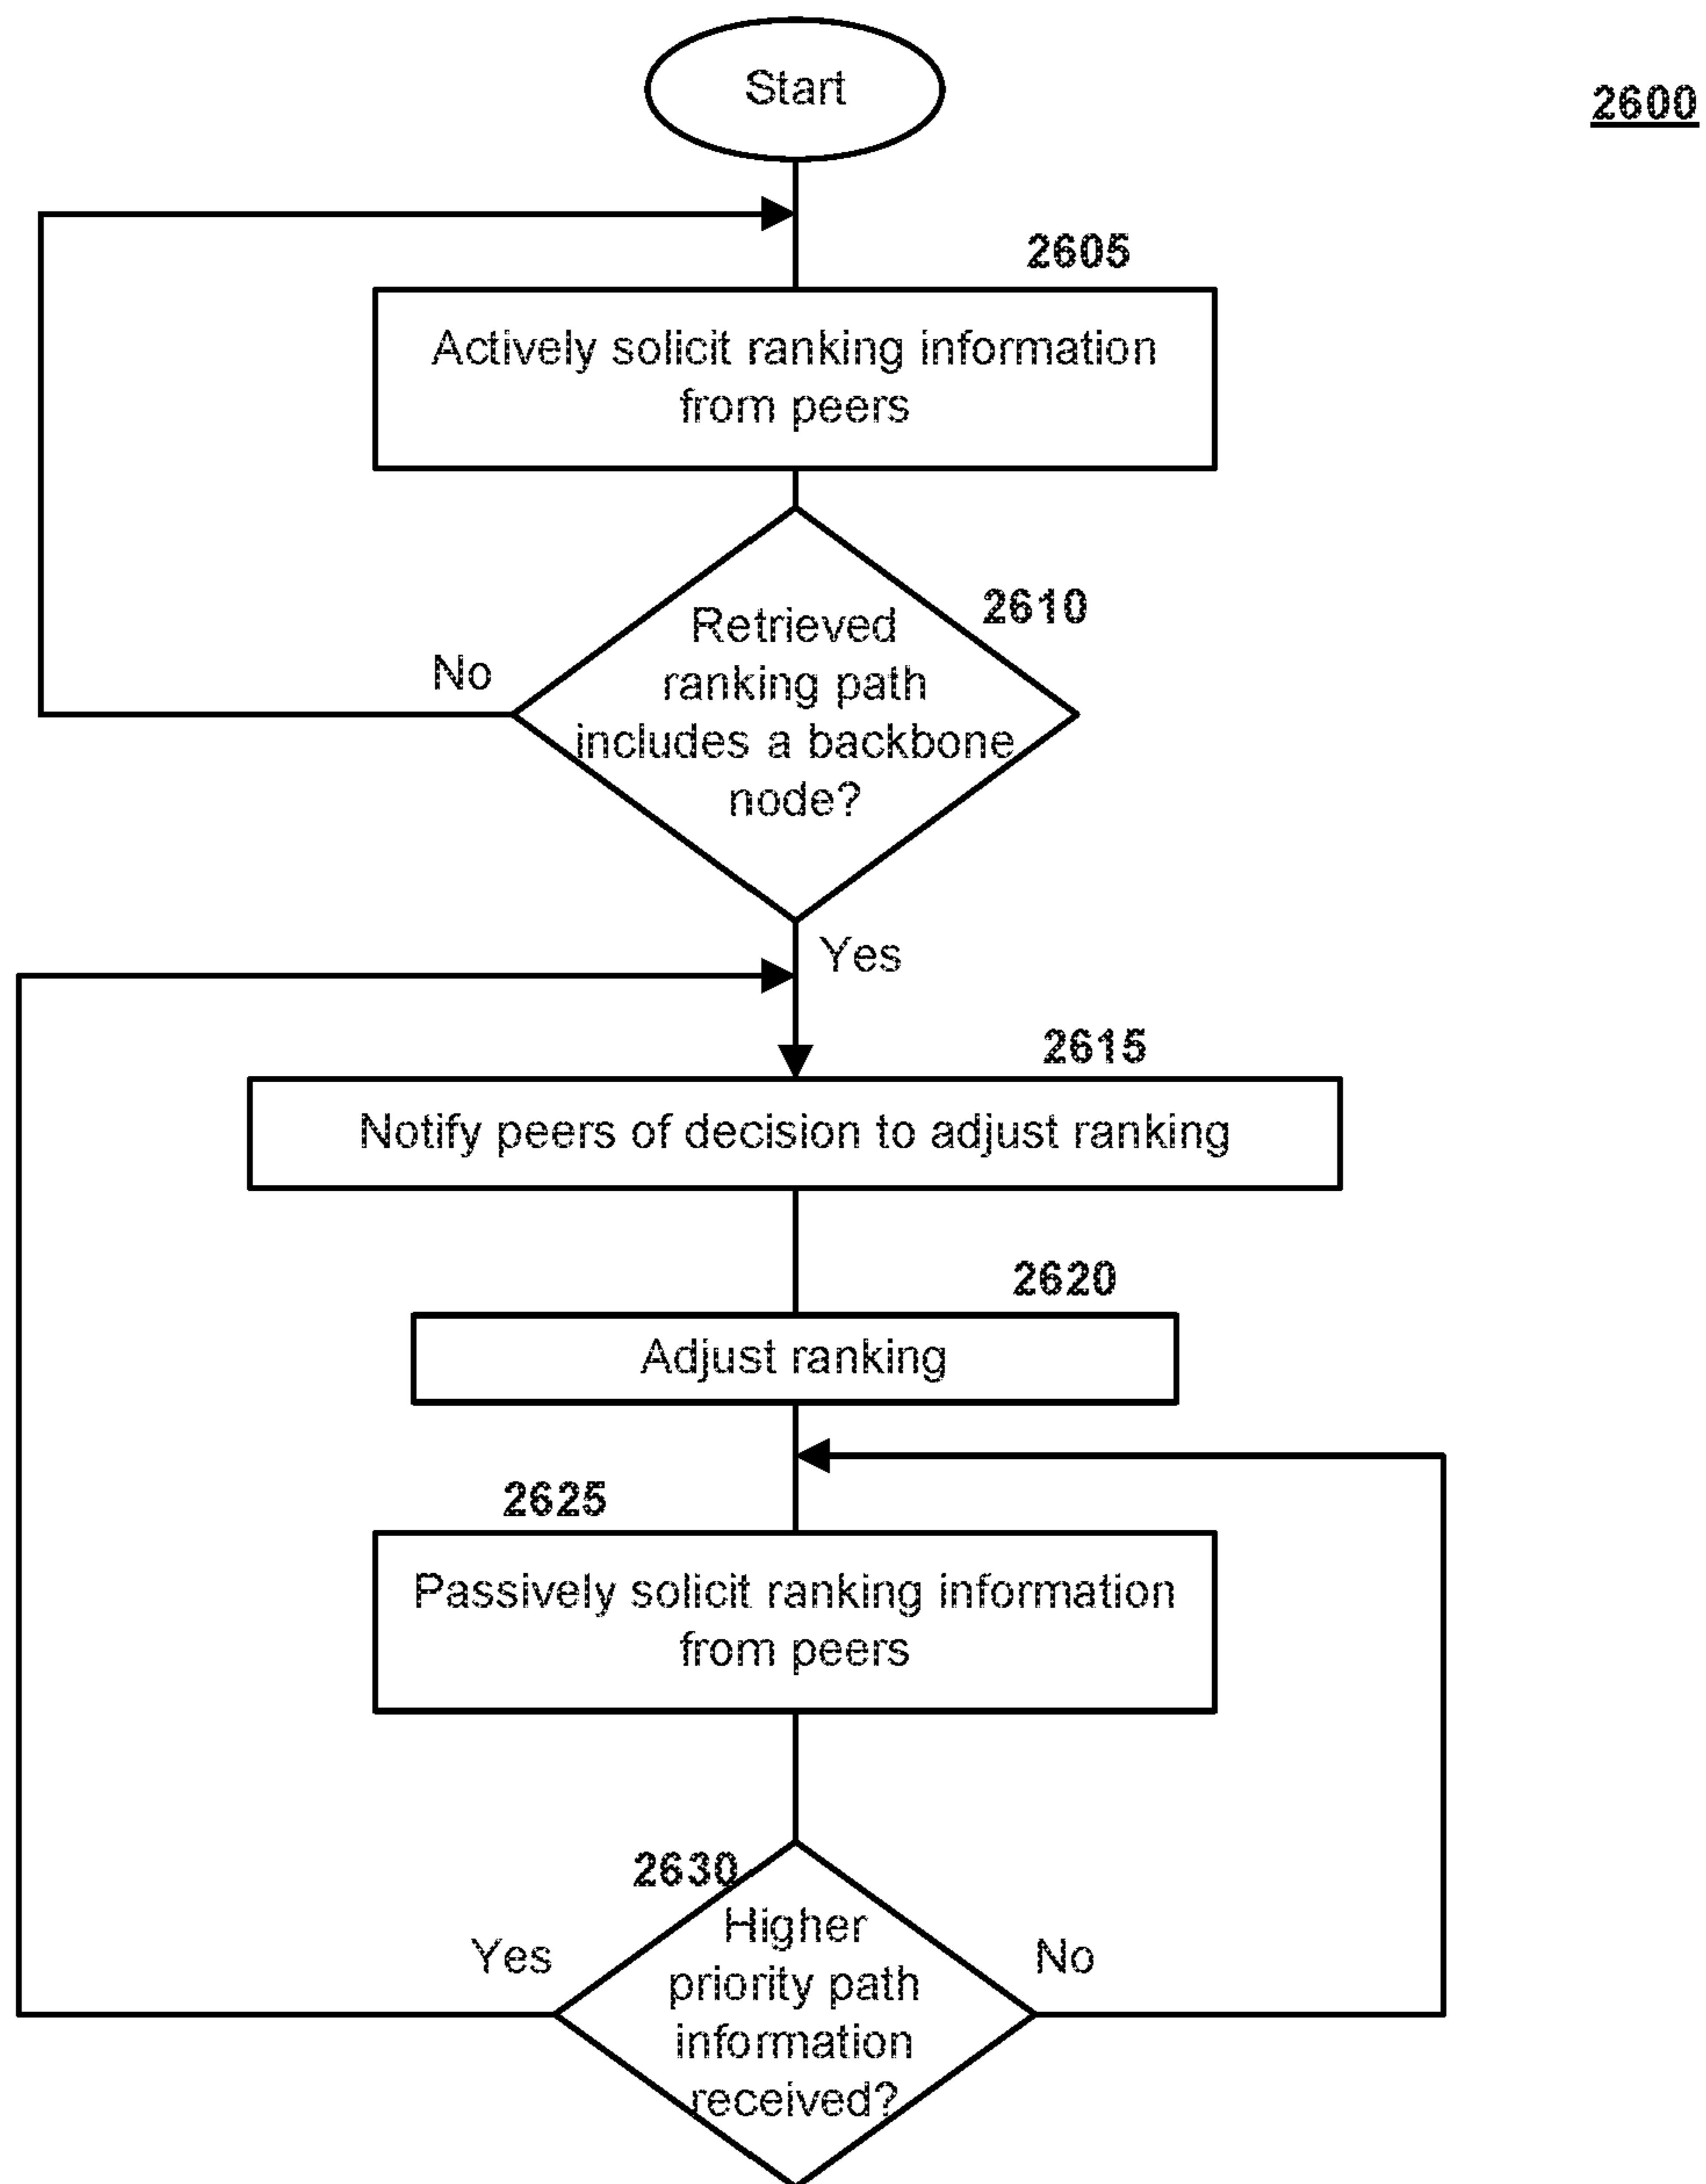 Start
2600
2605
Actively solicit ranking information
from peers
2610
Retrieved
ranking path
includes a backbone
node?
No
Yes
2615
Notify peers of decision to adjust ranking
2620
Adjust ranking
2625
Passively solicit ranking information
from peers
2630
Higher
priority path
information
received?
Yes
No